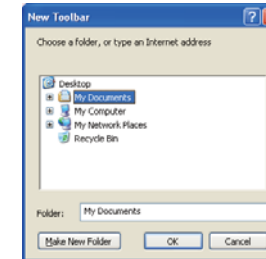 New Toolbar
Choose a folder, or type an Internet address
Desktop
My Documents
My Computer
My Network Places
Recycle Bin
Folder: My Documents
Make New Folder OK Cancel